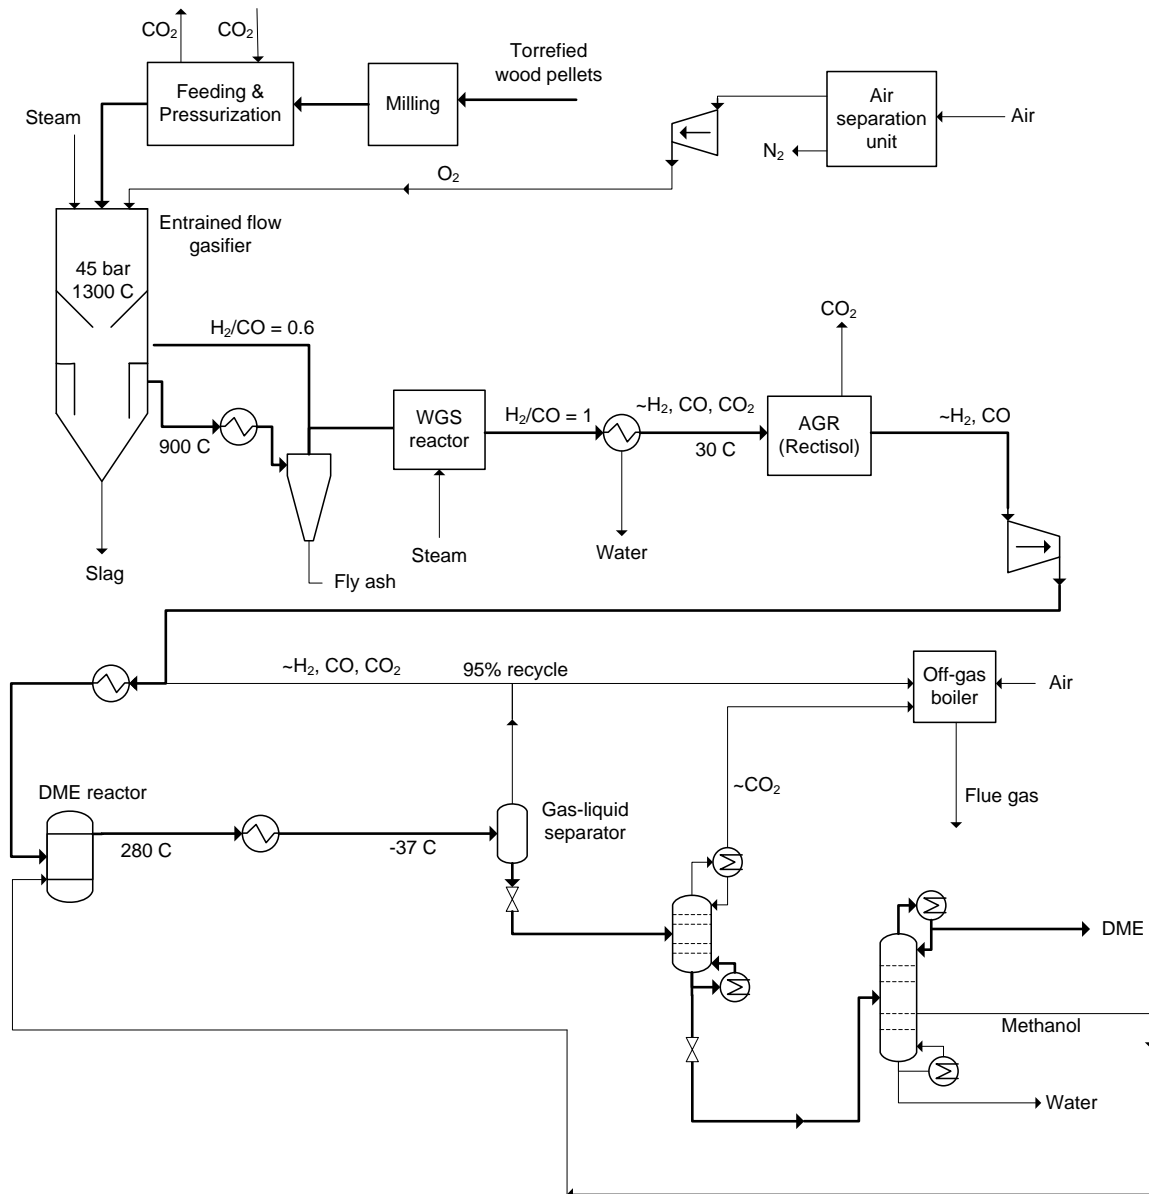 CO₂
CO₂
Torrefied
wood pellets
Feeding &
Pressurization
Milling
Air
separation
unit
Air
Steam
N₂
O₂
Entrained flow
gasifier
45 bar
1300 C
H₂/CO = 0.6
CO₂
WGS
reactor
H₂/CO = 1
~H₂, CO, CO₂
AGR
(Rectisol)
~H₂, CO
900 C
30 C
Steam
Water
Slag
Fly ash
~H₂, CO, CO₂
95% recycle
Off-gas
boiler
Air
DME reactor
~CO₂
Flue gas
Gas-liquid
separator
280 C
-37 C
DME
Methanol
Water